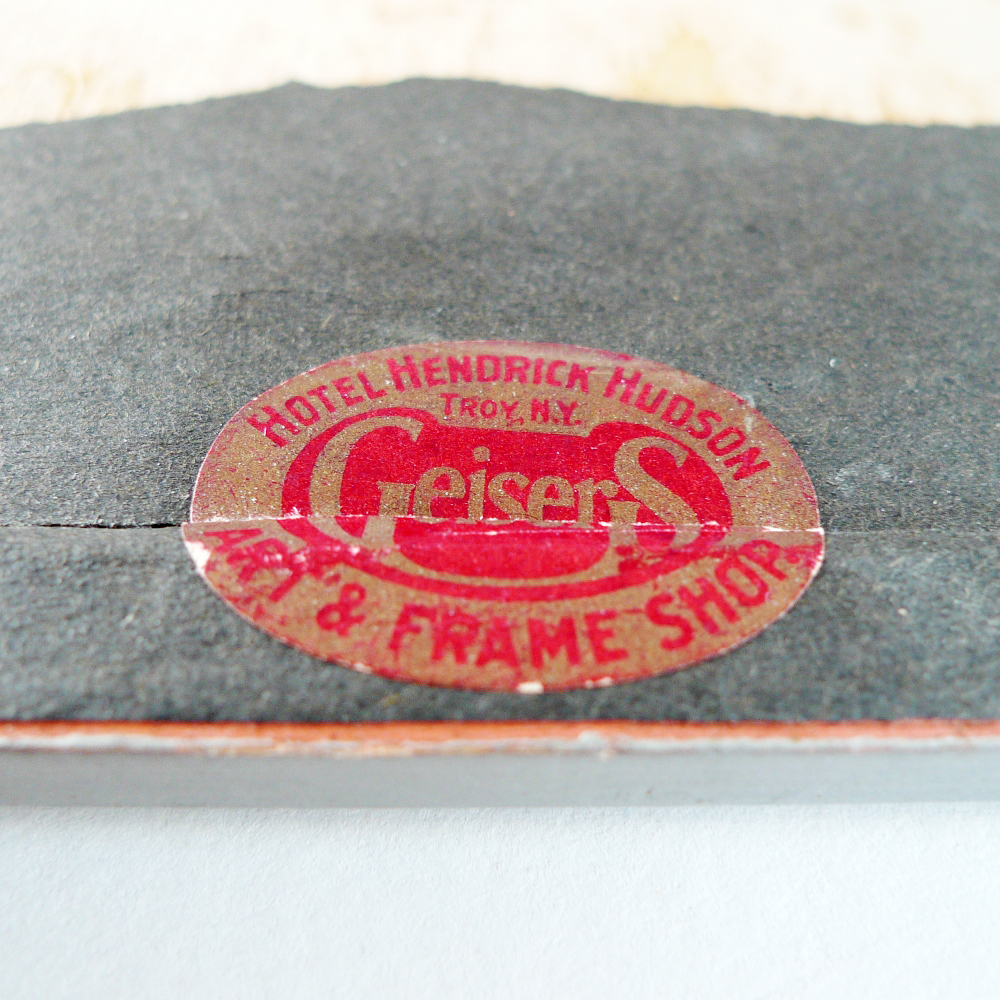 HOTEL HENDRICK HUDSON
TROY, N.Y.
GeiserS
ART & FRAME SHOP.